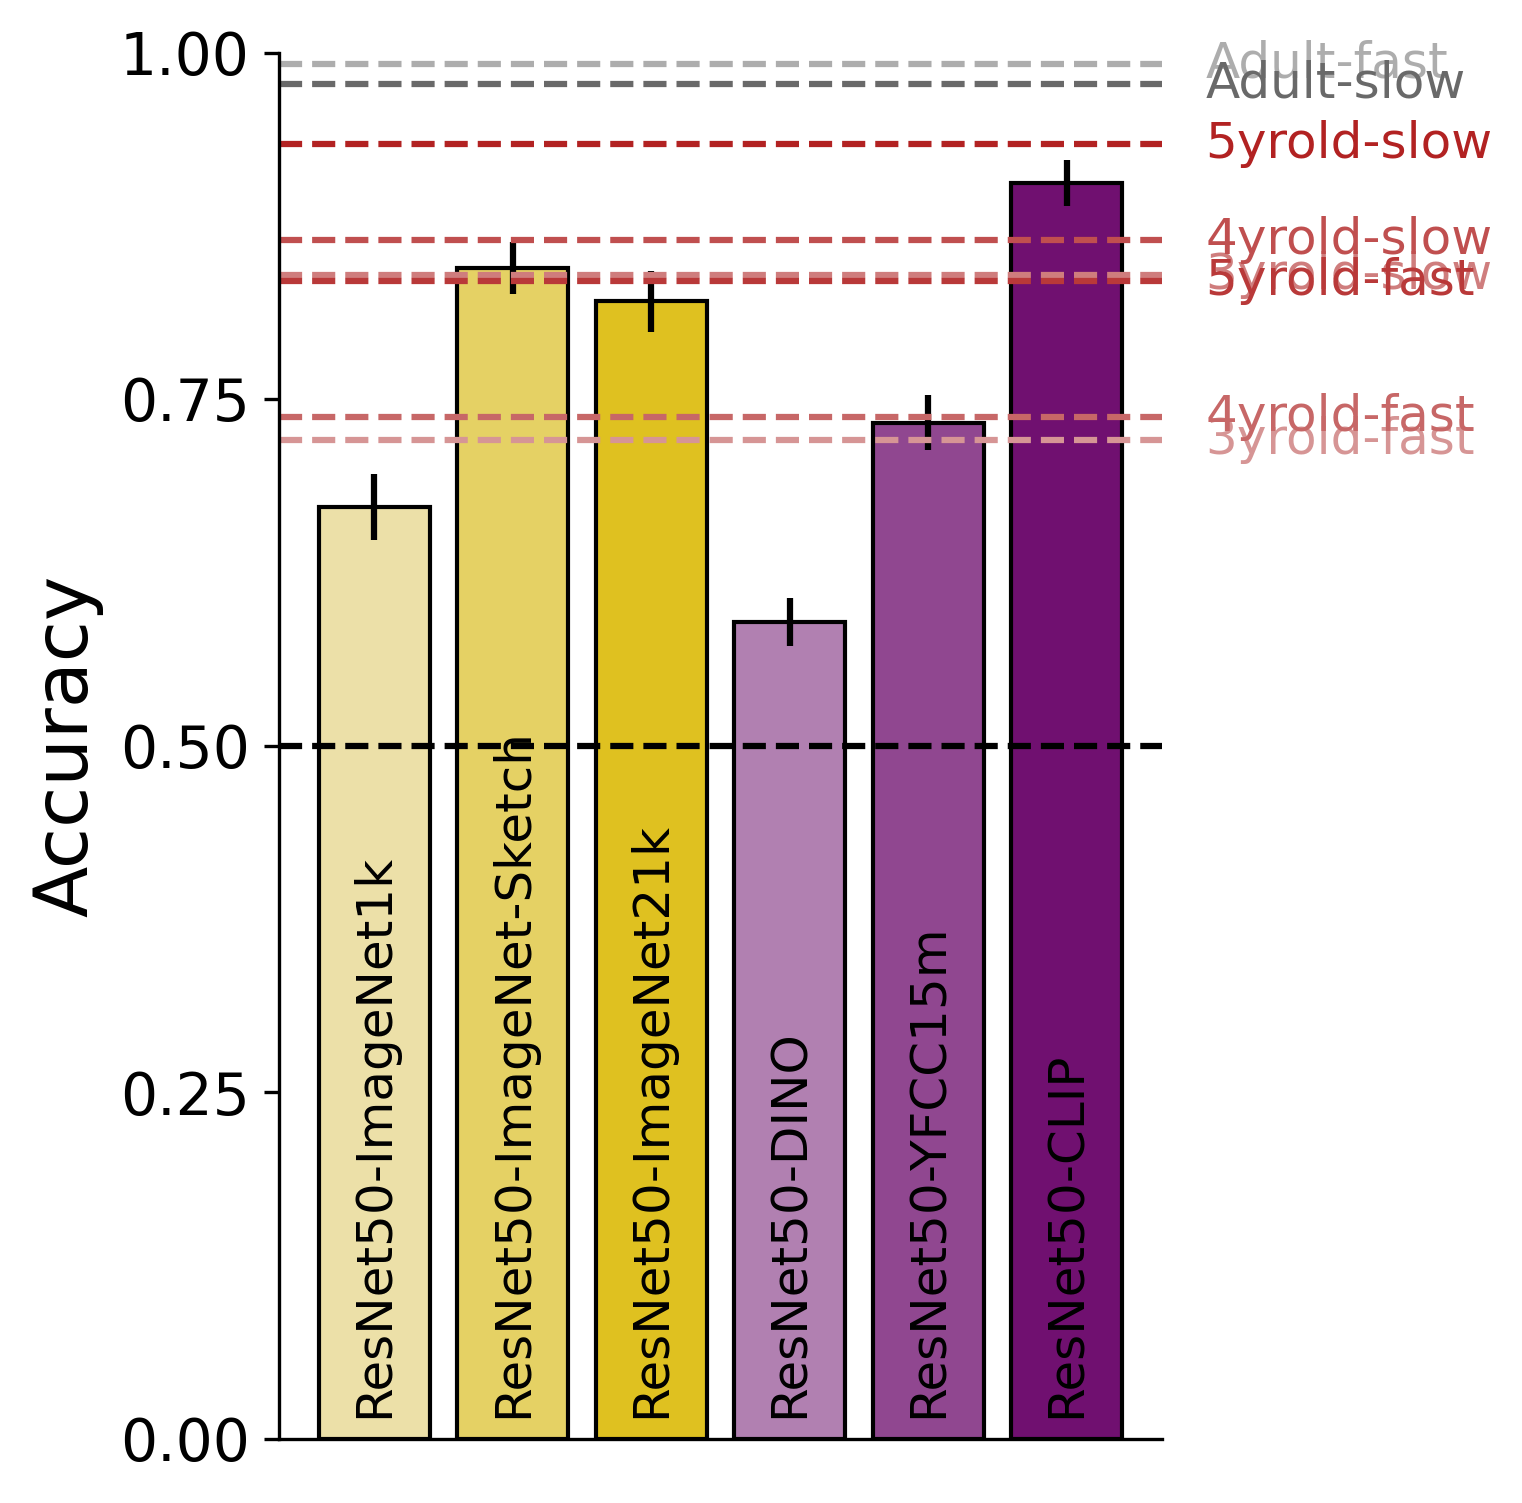 Accuracy
1.00
0.75
0.50
0.25
0.00
ResNet50-ImageNet1k
ResNet50-ImageNet-Sketch
ResNet50-ImageNet21k
ResNet50-DINO
ResNet50-YFCC15m
ResNet50-CLIP
Adult-fast
Adult-slow
5yrold-slow
4yrold-slow
3yrold-slow
5yrold-fast
4yrold-fast
3yrold-fast